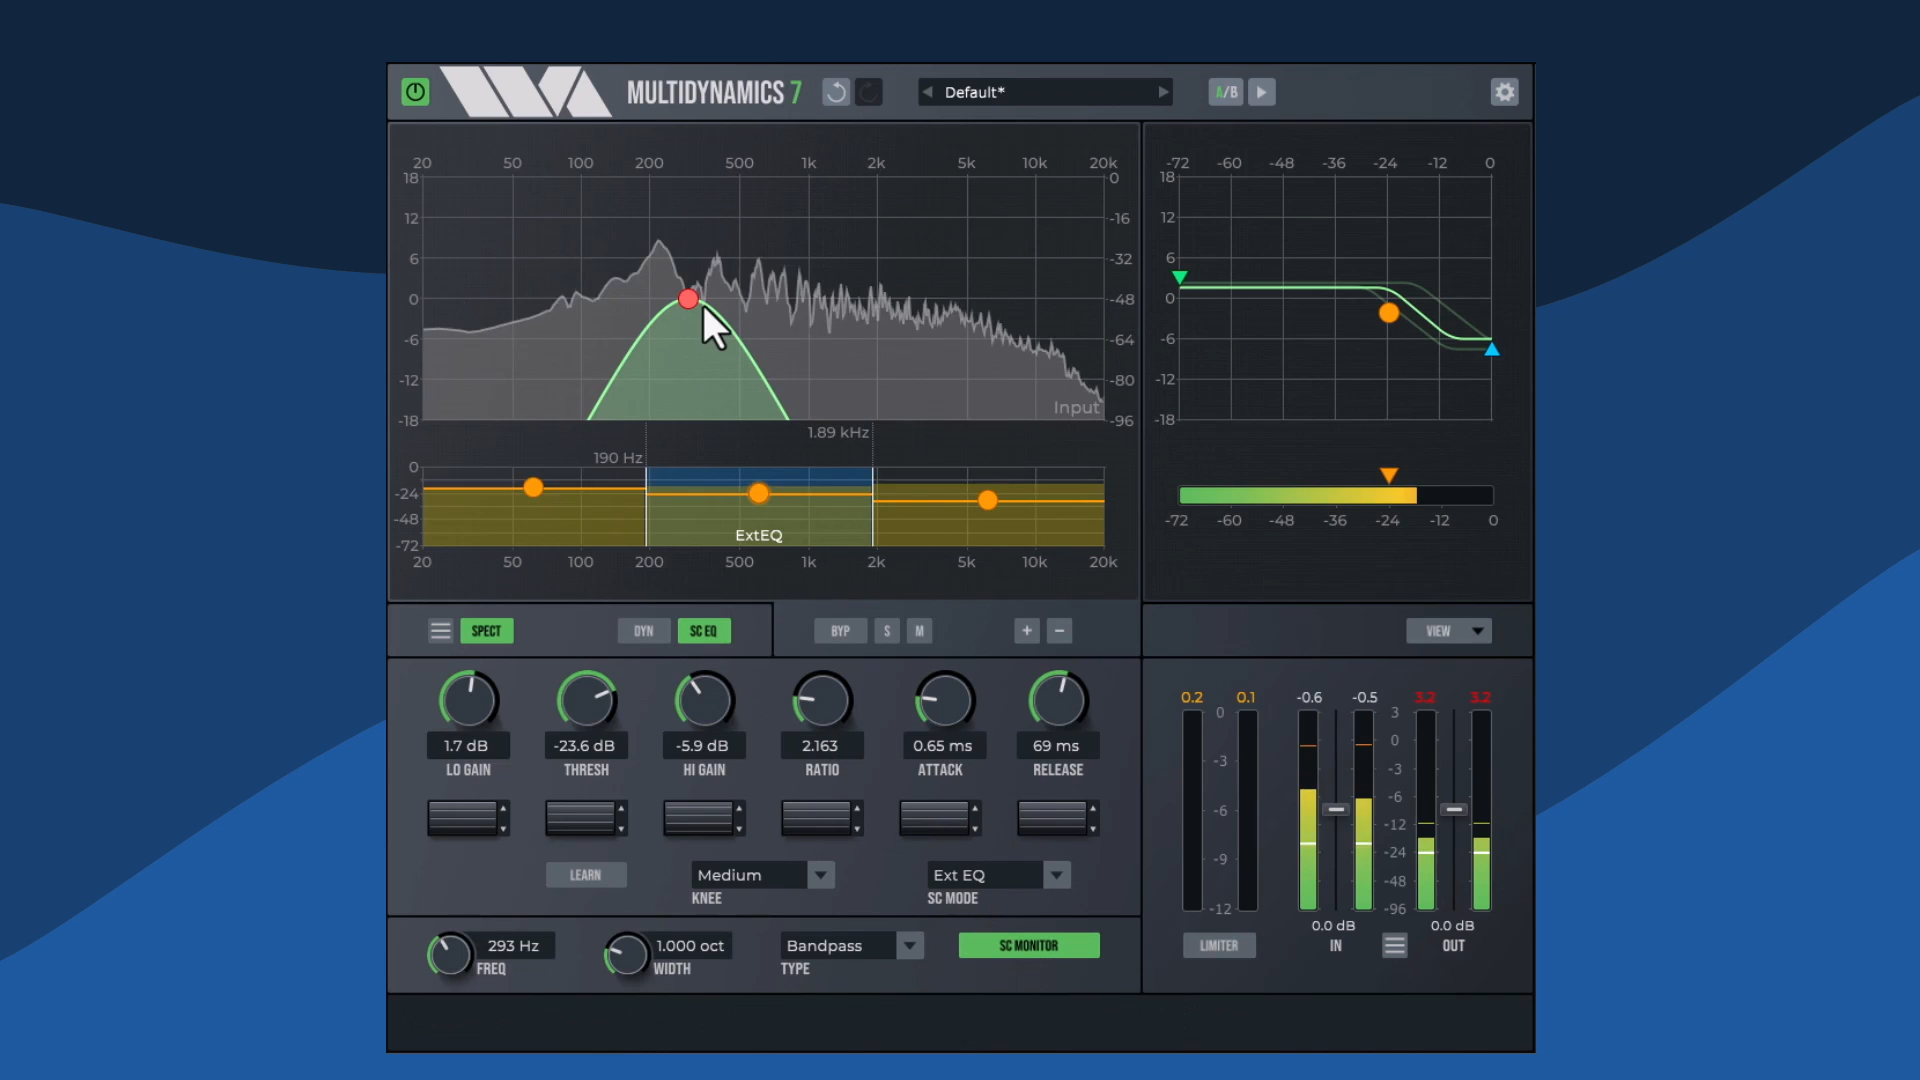 MULTIDYNAMICS 7
Default*
A/B
20 50 100 200 500 1k 2k 5k 10k 20k
18 0
12 -16
6 -32
0 -48
-6 -64
-12 -80
Input
-18 -96
1.89 kHz
190 Hz
0
-24
-48
ExtEQ
-72
20 50 100 200 500 1k 2k 5k 10k 20k
-72 -60 -48 -36 -24 -12 0
18
12
6
0
-6
-12
-18
-72 -60 -48 -36 -24 -12 0
SPECT DYN SC EQ BYP S M + − VIEW
1.7 dB -23.6 dB -5.9 dB 2.163 0.65 ms 69 ms
LO GAIN THRESH HI GAIN RATIO ATTACK RELEASE
LEARN Medium Ext EQ
KNEE SC MODE
293 Hz 1.000 oct Bandpass SC MONITOR
FREQ WIDTH TYPE
0.2 0.1 -0.6 -0.5 3.2 3.2
0 3
0
-3 -3
-6 -6
-12
-9 -24
-48
-12 -96
0.0 dB 0.0 dB
LIMITER IN OUT